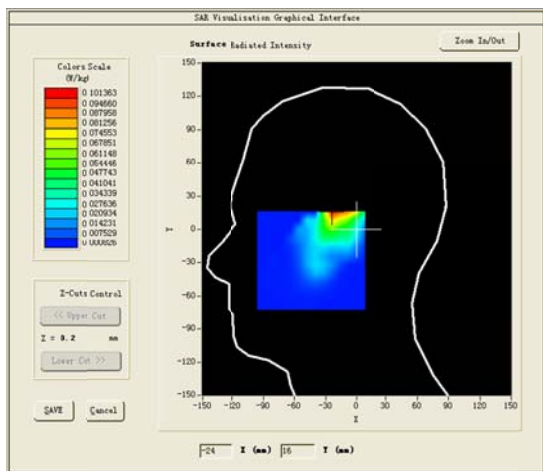 SAR Visualisation Graphical Interface
Surface Radiated Intensity
Zoom In/Out
Colors Scale
(W/kg)
0.101363
0.094660
0.087958
0.081256
0.074553
0.067851
0.061148
0.054446
0.047743
0.041041
0.034339
0.027636
0.020934
0.014231
0.007529
0.000826
150
120
90
60
30
0
-30
-60
-90
-120
-150
Y
-150 -120 -90 -60 -30 0 30 60 90 120 150
X
Z-Cuts Control
<< Upper Cut
Z = 0.2 mm
Lower Cut >>
SAVE Cancel
-24 X (mm) 16 Y (mm)